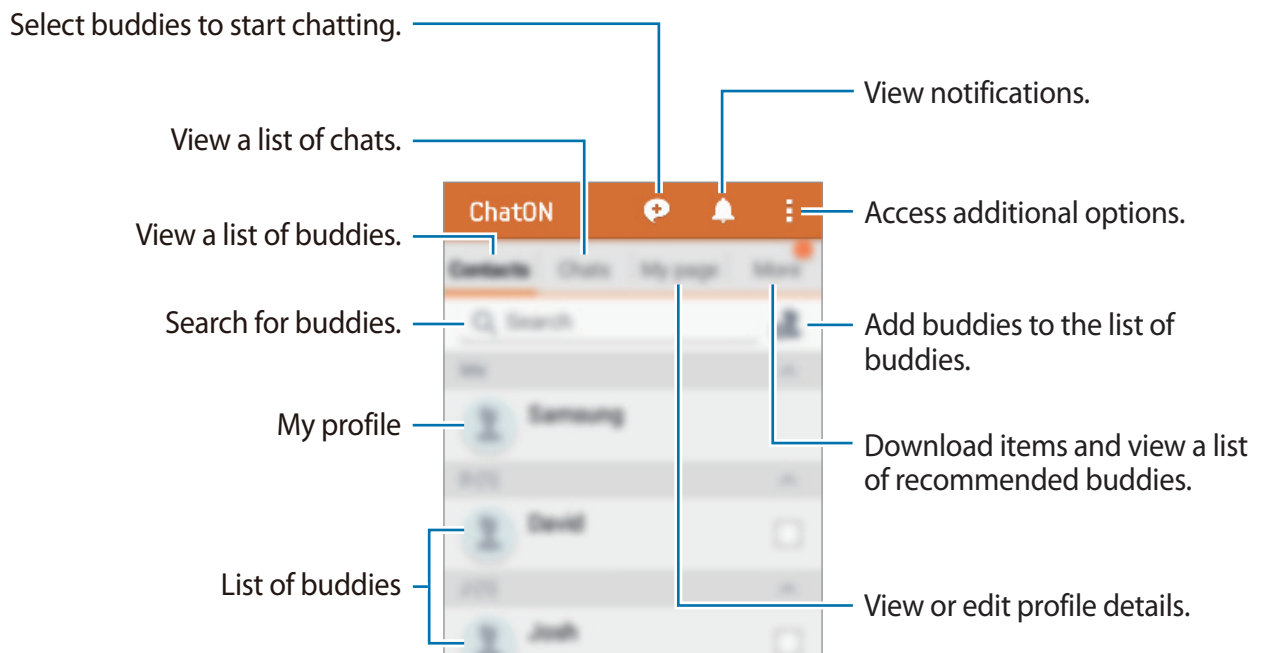 Select buddies to start chatting.
View notifications.
View a list of chats.
ChatON
Access additional options.
View a list of buddies.
Contacts Chats My page More
Search for buddies.
Search
Add buddies to the list of
buddies.
Me
My profile
Samsung
Download items and view a list
of recommended buddies.
David
List of buddies
View or edit profile details.
Josh